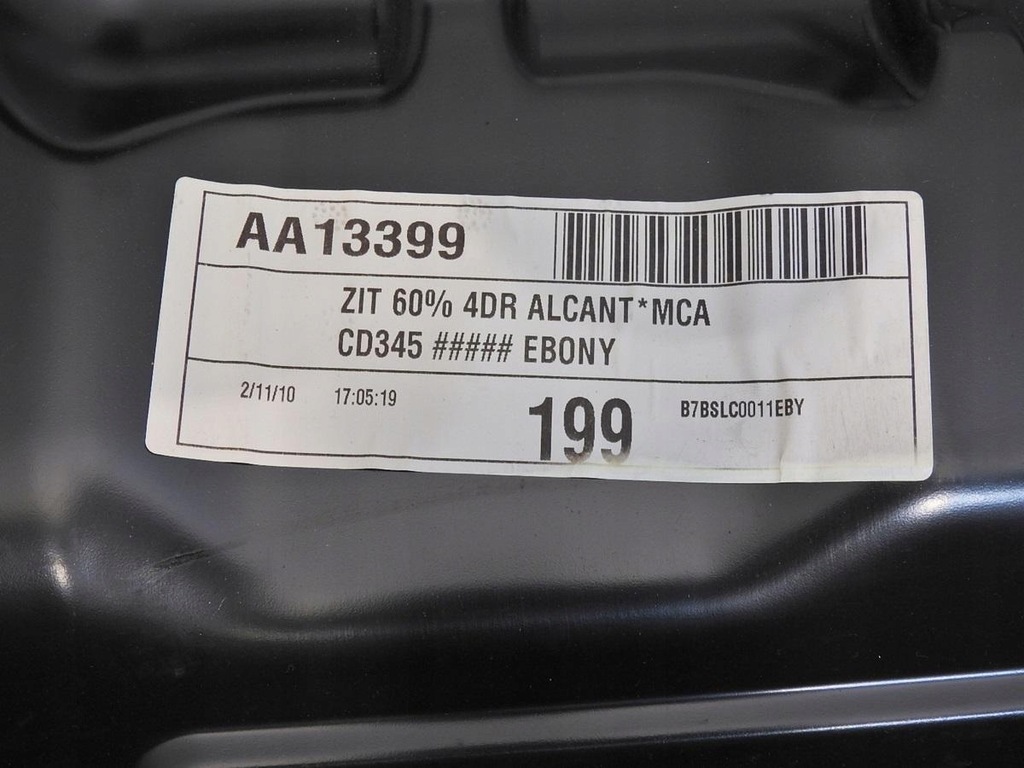 AA13399
ZIT 60% 4DR ALCANT*MCA
CD345 ##### EBONY
2/11/10 17:05:19 199 B7BSLC0011EBY